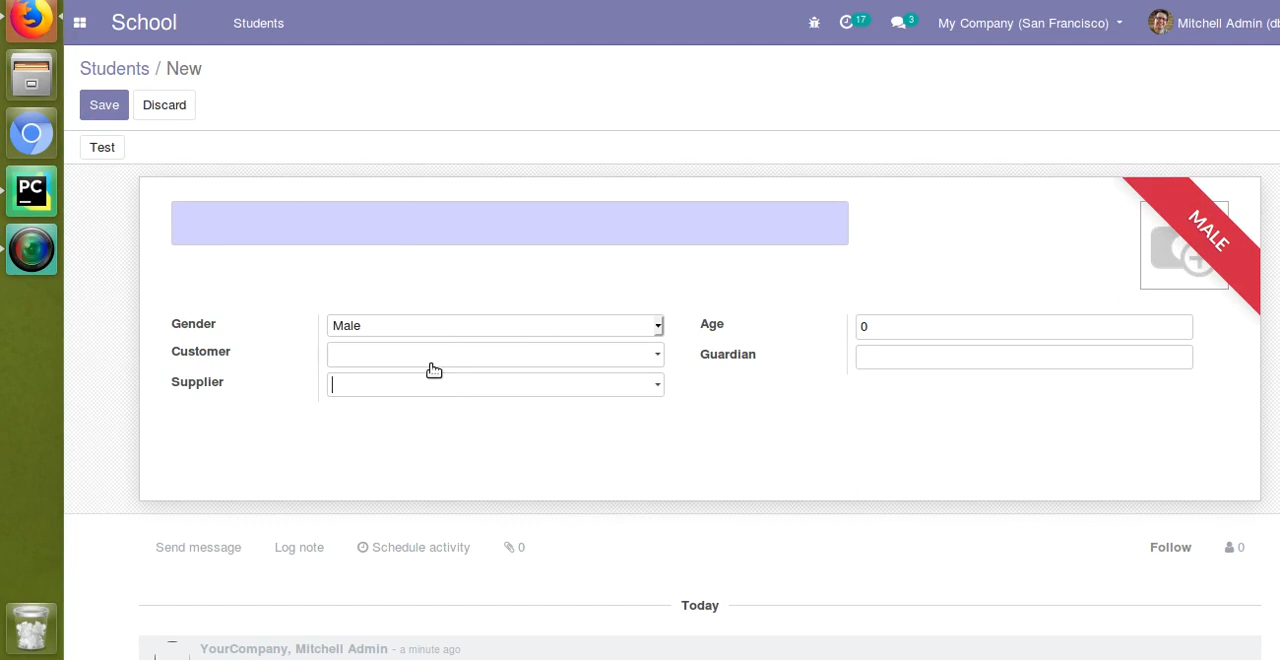 School
Students
17
3
My Company (San Francisco)
Mitchell Admin (db
Students / New
Save
Discard
Test
MALE
Gender
Male
Age
0
Customer
Guardian
Supplier
Send message
Log note
Schedule activity
0
Follow
0
Today
YourCompany, Mitchell Admin - a minute ago
PC